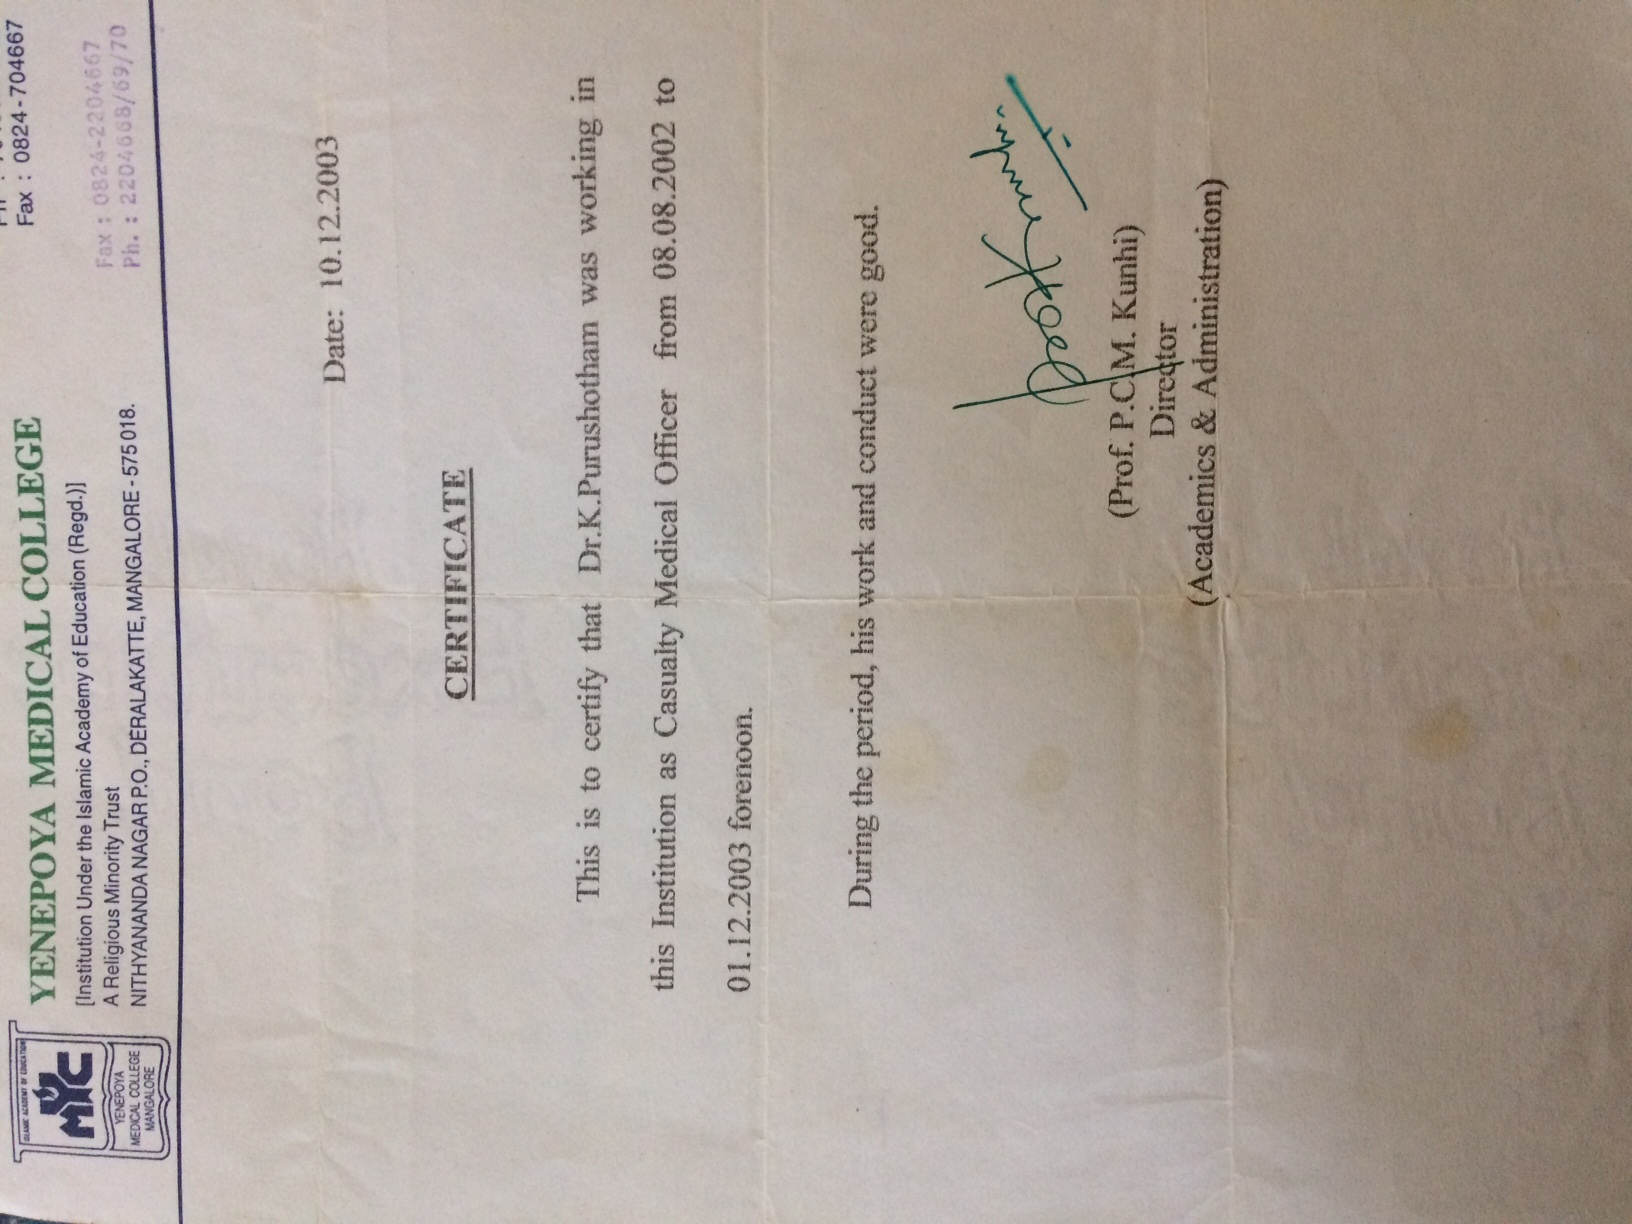 ISLAMIC ACADEMY OF EDUCATION
MYC
YENEPOYA
MEDICAL COLLEGE
MANGALORE
YENEPOYA MEDICAL COLLEGE
[Institution Under the Islamic Academy of Education (Regd.)]
A Religious Minority Trust
NITHYANANDA NAGAR P.O., DERALAKATTE, MANGALORE - 575 018.
Fax : 0824 - 704667
Fax : 0824-2204667
Ph. : 2204668/69/70
Date: 10.12.2003
CERTIFICATE
This is to certify that Dr.K.Purushotham was working in
this Institution as Casualty Medical Officer from 08.08.2002 to
01.12.2003 forenoon.
During the period, his work and conduct were good.
(Prof. P.C.M. Kunhi)
Director
(Academics & Administration)